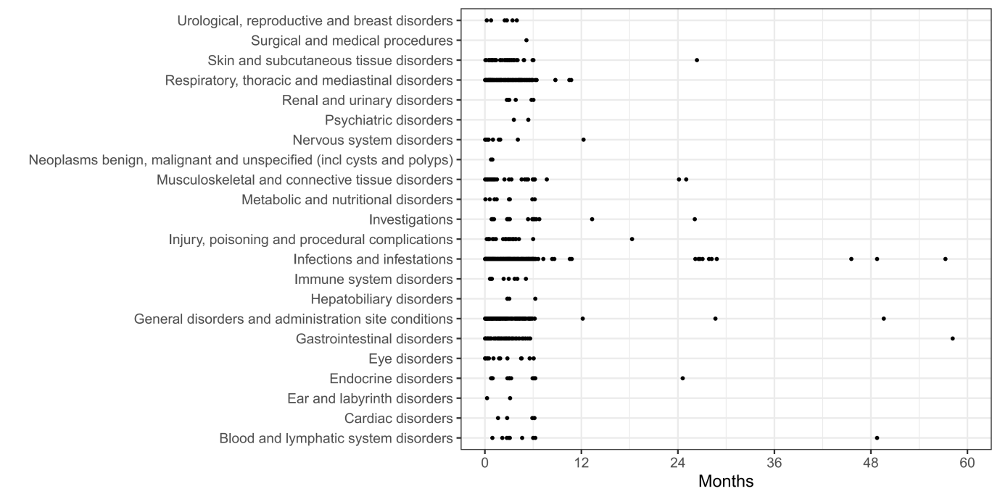 Urological, reproductive and breast disorders
Surgical and medical procedures
Skin and subcutaneous tissue disorders
Respiratory, thoracic and mediastinal disorders
Renal and urinary disorders
Psychiatric disorders
Nervous system disorders
Neoplasms benign, malignant and unspecified (incl cysts and polyps)
Musculoskeletal and connective tissue disorders
Metabolic and nutritional disorders
Investigations
Injury, poisoning and procedural complications
Infections and infestations
Immune system disorders
Hepatobiliary disorders
General disorders and administration site conditions
Gastrointestinal disorders
Eye disorders
Endocrine disorders
Ear and labyrinth disorders
Cardiac disorders
Blood and lymphatic system disorders
0 12 24 36 48 60
Months